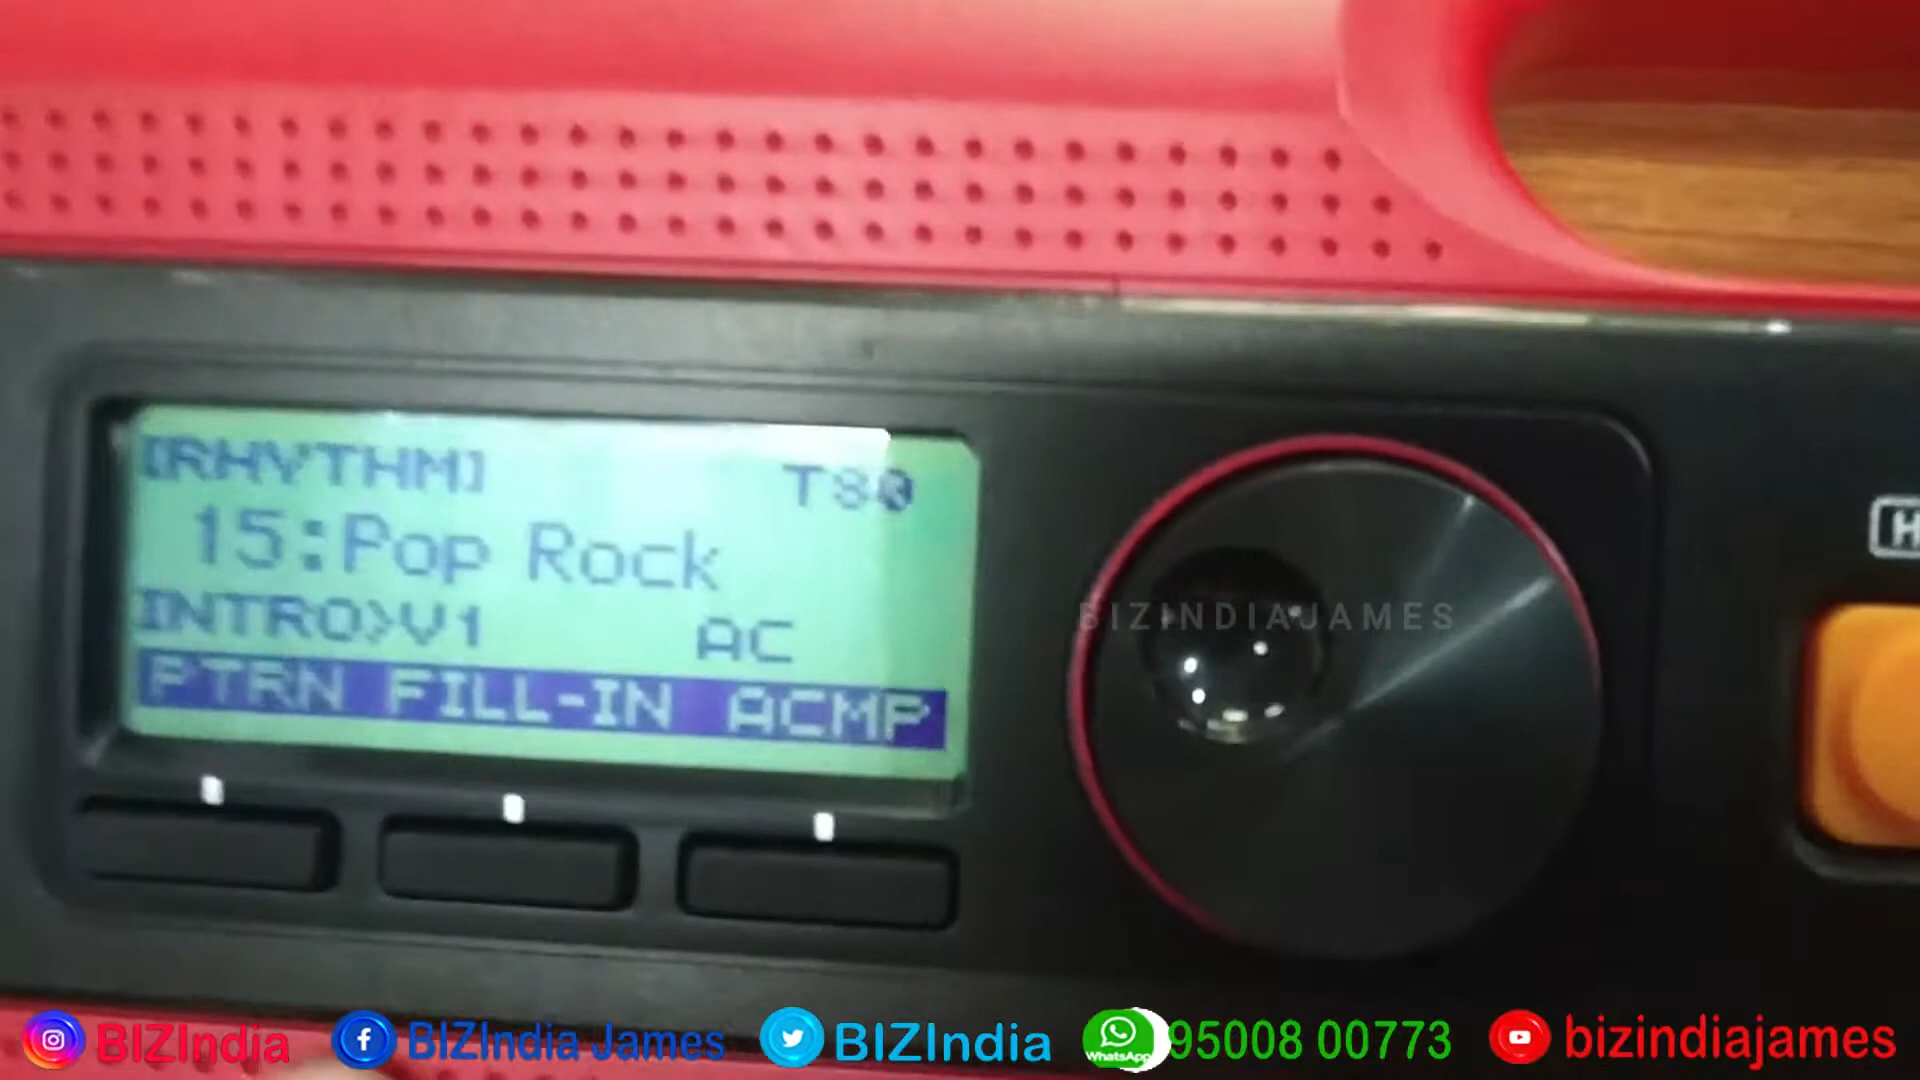 [RHYTHM] T80
15:Pop Rock
INTRO>V1 AC
PTRN FILL-IN ACMP
BIZINDIAJAMES
H
BIZIndia
BIZIndia James
BIZIndia
WhatsApp
95008 00773
bizindiajames